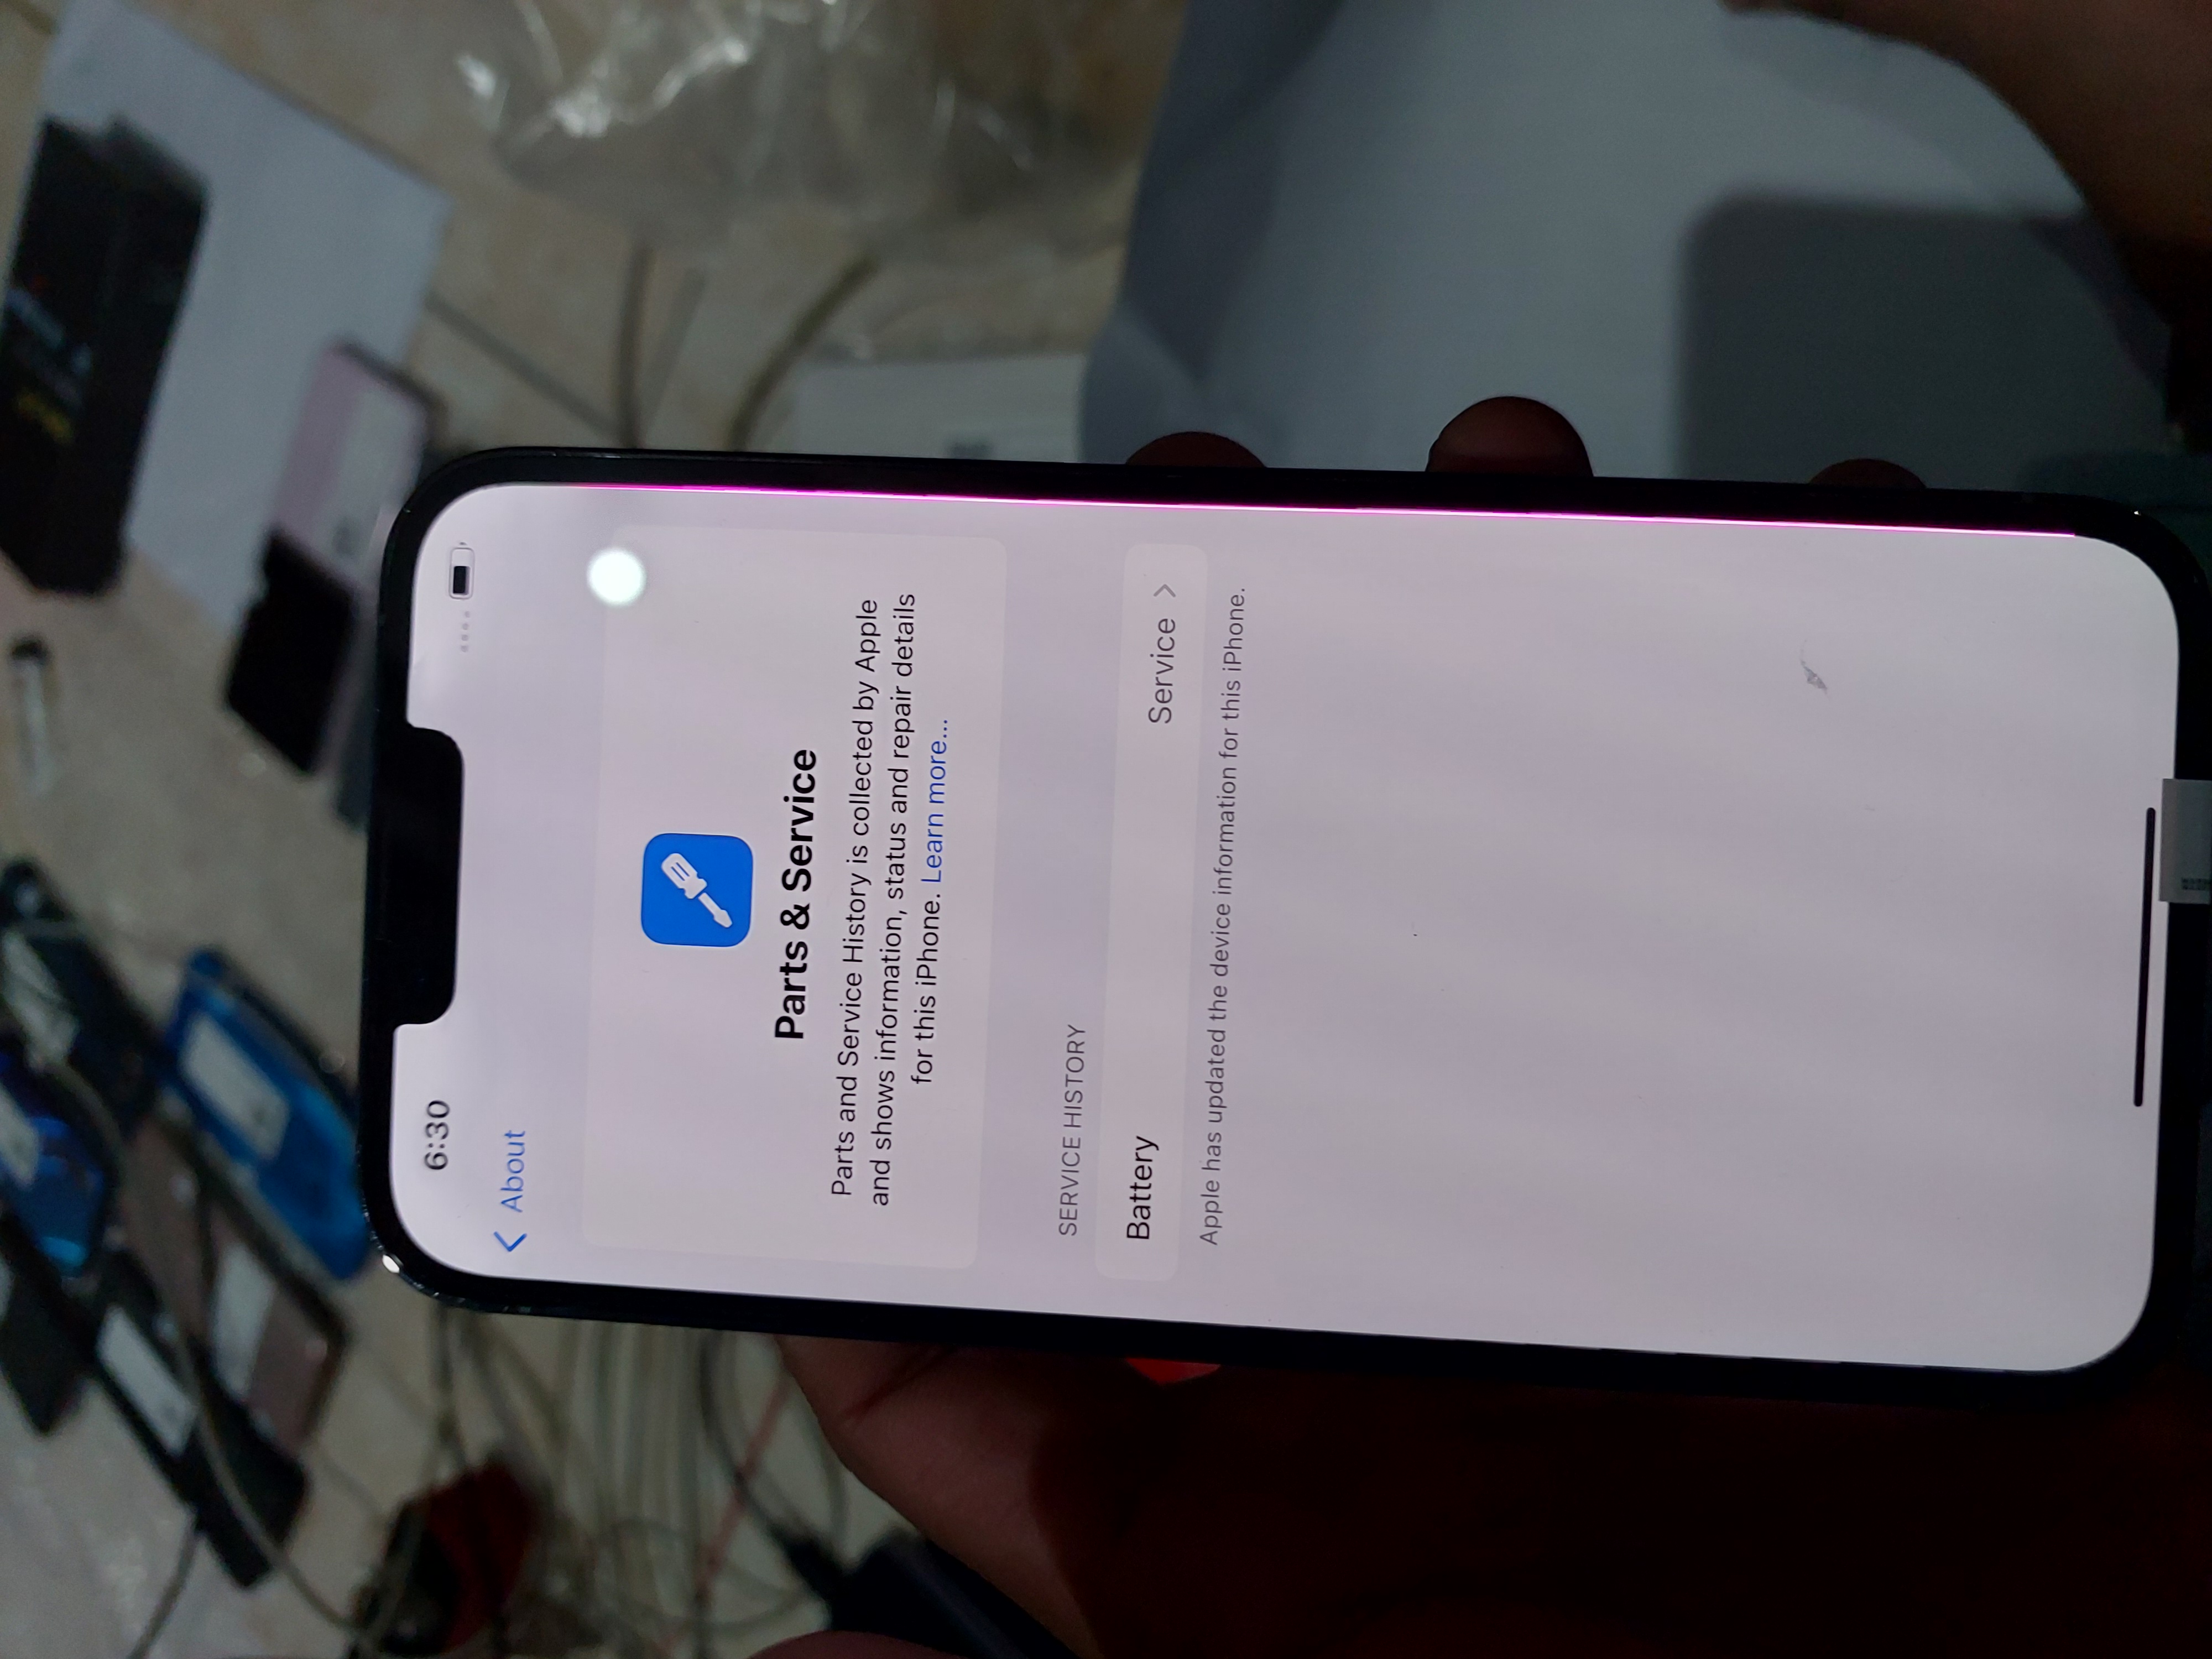 6:30
About
Parts & Service
Parts and Service History is collected by Apple
and shows information, status and repair details
for this iPhone. Learn more...
SERVICE HISTORY
Battery
Service
Apple has updated the device information for this iPhone.